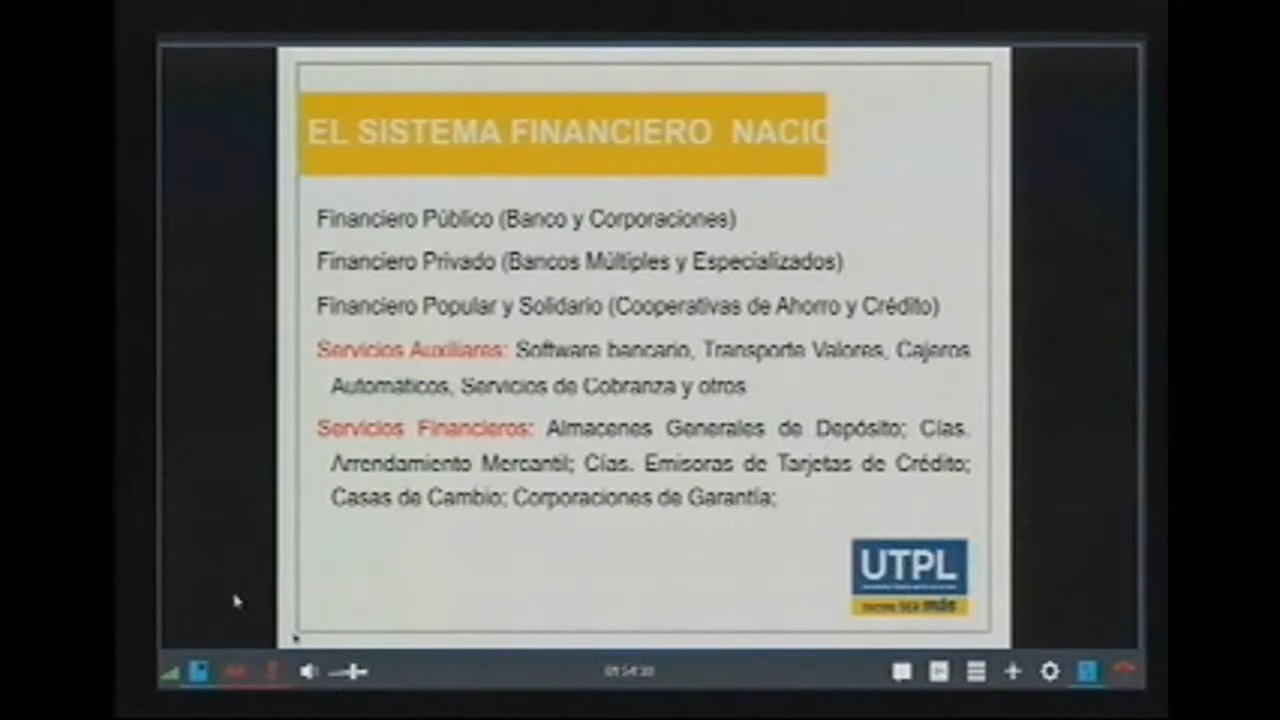 EL SISTEMA FINANCIERO NACIO
Financiero Público (Banco y Corporaciones)
Financiero Privado (Bancos Múltiples y Especializados)
Financiero Popular y Solidario (Cooperativas de Ahorro y Crédito)
Servicios Auxiliares: Software bancario, Transporte Valores, Cajeros
Automáticos, Servicios de Cobranza y otros
Servicios Financieros: Almacenes Generales de Depósito; Cías.
Arrendamiento Mercantil; Cías. Emisoras de Tarjetas de Crédito;
Casas de Cambio; Corporaciones de Garantía;
UTPL
más